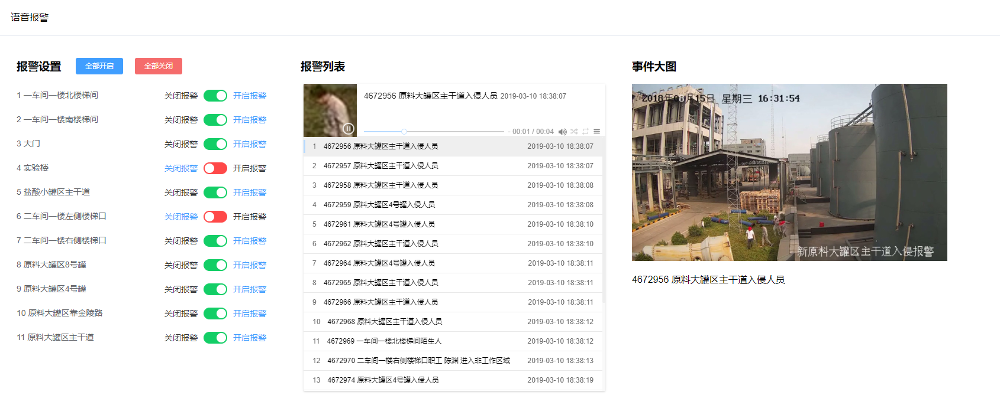 语音报警
报警设置 全部开启 全部关闭
1 一车间一楼北楼梯间 关闭报警 开启报警
2 一车间一楼南楼梯间 关闭报警 开启报警
3 大门 关闭报警 开启报警
4 实验楼 关闭报警 开启报警
5 盐酸小罐区主干道 关闭报警 开启报警
6 二车间一楼左侧楼梯口 关闭报警 开启报警
7 二车间一楼右侧楼梯口 关闭报警 开启报警
8 原料大罐区8号罐 关闭报警 开启报警
9 原料大罐区4号罐 关闭报警 开启报警
10 原料大罐区靠金陵路 关闭报警 开启报警
11 原料大罐区主干道 关闭报警 开启报警
报警列表
4672956 原料大罐区主干道入侵人员 2019-03-10 18:38:07
- 00:01 / 00:04
1 4672956 原料大罐区主干道入侵人员 2019-03-10 18:38:07
2 4672957 原料大罐区主干道入侵人员 2019-03-10 18:38:07
3 4672958 原料大罐区主干道入侵人员 2019-03-10 18:38:08
4 4672959 原料大罐区4号罐入侵人员 2019-03-10 18:38:08
5 4672961 原料大罐区4号罐入侵人员 2019-03-10 18:38:10
6 4672962 原料大罐区主干道入侵人员 2019-03-10 18:38:10
7 4672964 原料大罐区4号罐入侵人员 2019-03-10 18:38:11
8 4672965 原料大罐区主干道入侵人员 2019-03-10 18:38:11
9 4672966 原料大罐区主干道入侵人员 2019-03-10 18:38:11
10 4672968 原料大罐区主干道入侵人员 2019-03-10 18:38:12
11 4672969 一车间一楼北楼梯间陌生人 2019-03-10 18:38:12
12 4672970 二车间一楼右侧楼梯口职工 陈渊 进入非工作区域 2019-03-10 18:38:13
13 4672974 原料大罐区4号罐入侵人员 2019-03-10 18:38:19
事件大图
2018年08月15日 星期三 16:31:54
新原料大罐区主干道入侵报警
4672956 原料大罐区主干道入侵人员